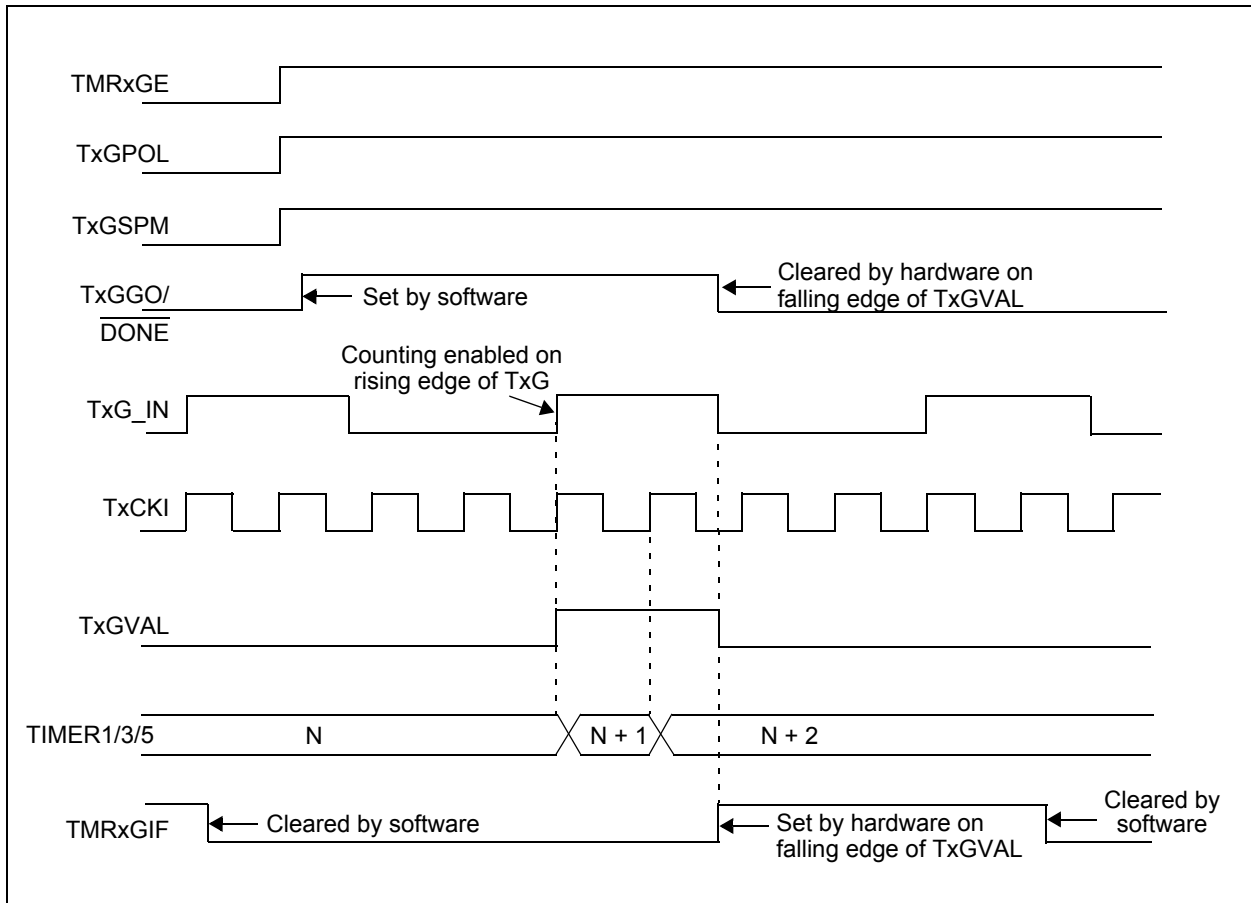 TMRxGE
TxGPOL
TxGSPM
TxGGO/
DONE
Set by software
Cleared by hardware on
falling edge of TxGVAL
Counting enabled on
rising edge of TxG
TxG_IN
TxCKI
TxGVAL
TIMER1/3/5
N
N + 1
N + 2
TMRxGIF
Cleared by software
Set by hardware on
falling edge of TxGVAL
Cleared by
software